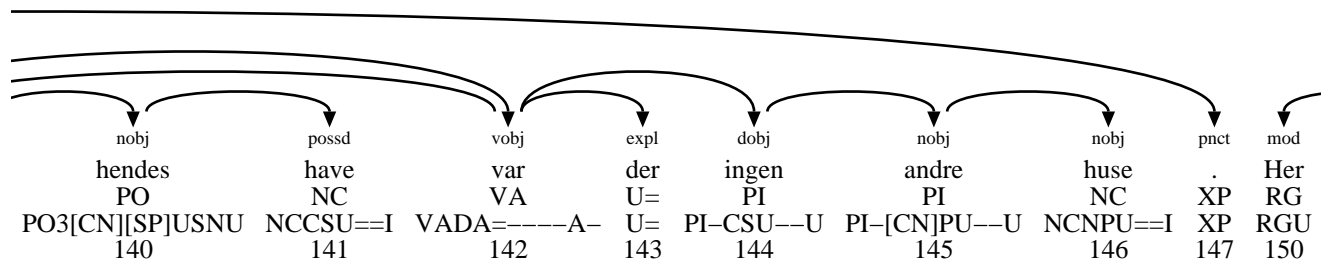 nobj possd vobj expl dobj nobj nobj pnct mod
hendes have var der ingen andre huse . Her
PO NC VA U= PI PI NC XP RG
PO3[CN][SP]USNU NCCSU==I VADA=−−−−A− U= PI−CSU−−U PI−[CN]PU−−U NCNPU==I XP RGU
140 141 142 143 144 145 146 147 150